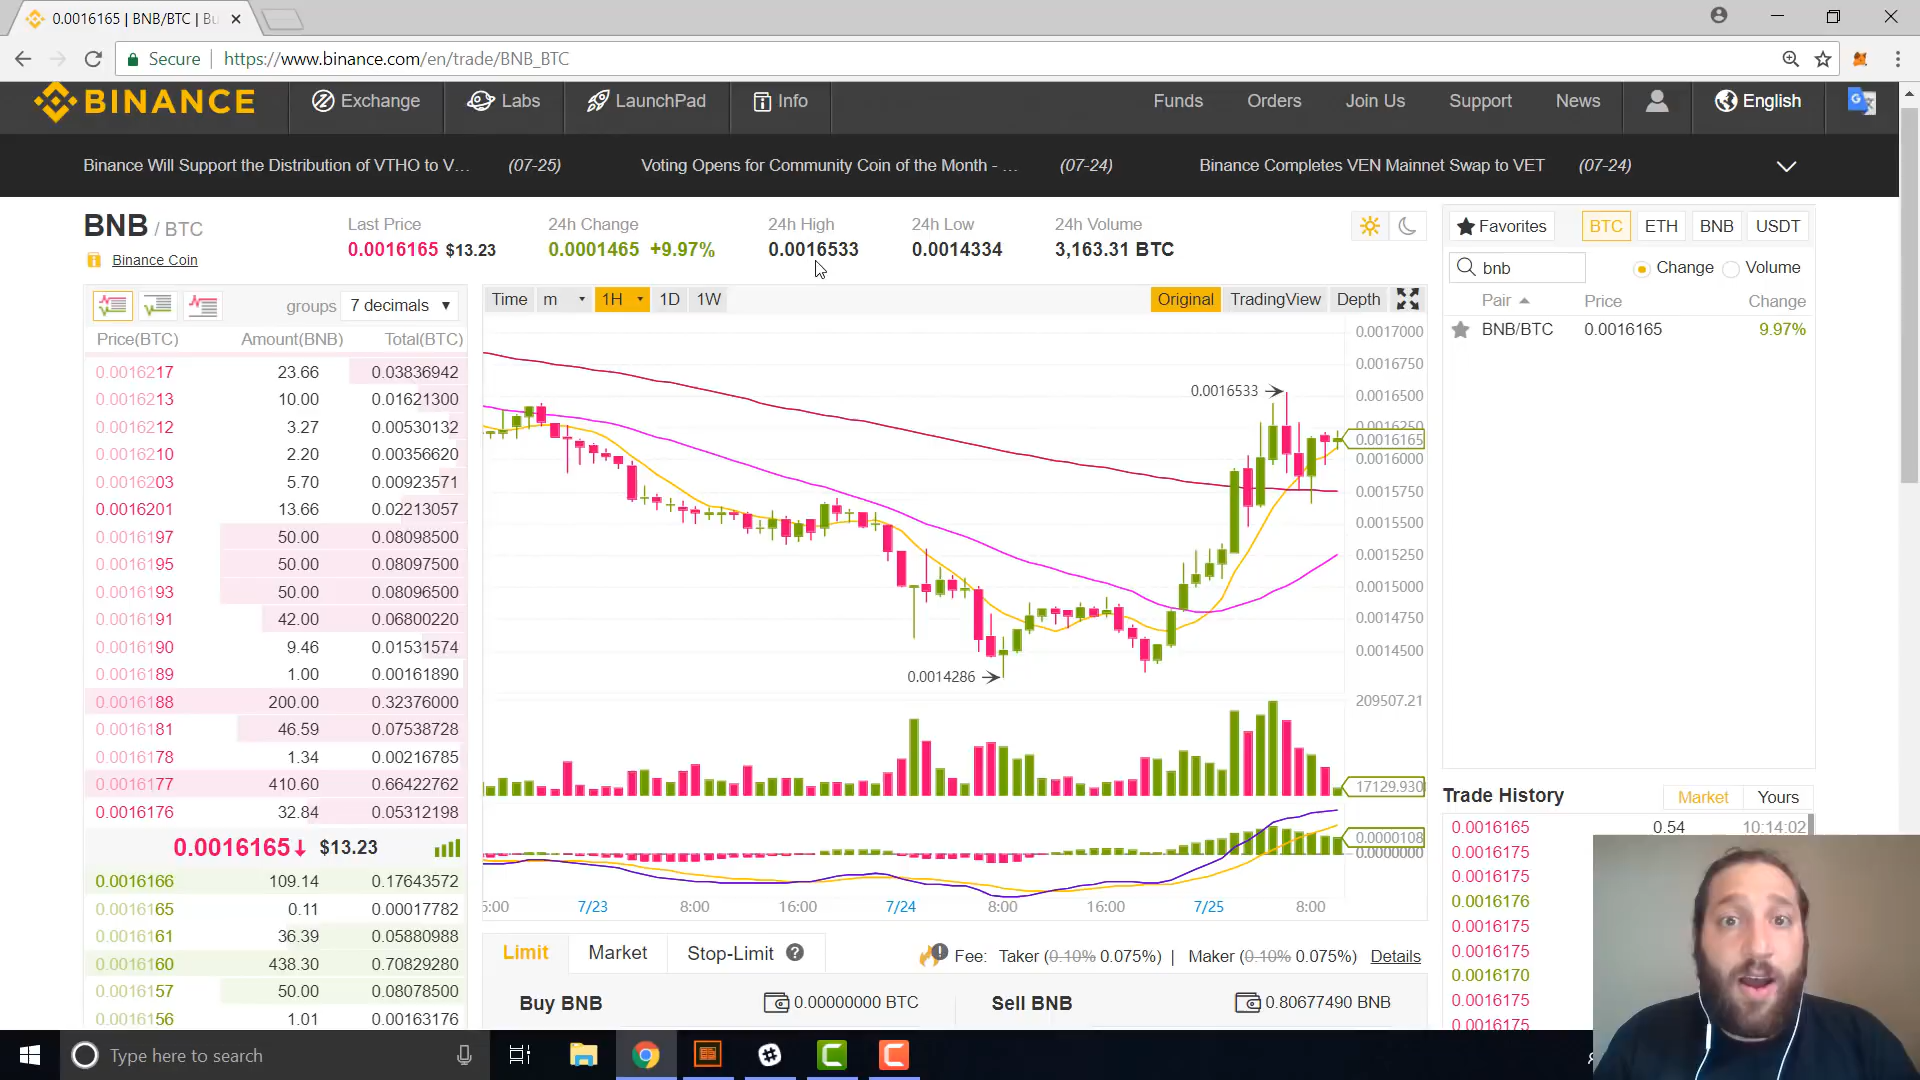 0.0016165 | BNB/BTC | Bu
Secure | https://www.binance.com/en/trade/BNB_BTC
BINANCE Exchange Labs LaunchPad Info Funds Orders Join Us Support News English
Binance Will Support the Distribution of VTHO to V... (07-25) Voting Opens for Community Coin of the Month - ... (07-24) Binance Completes VEN Mainnet Swap to VET (07-24)
BNB / BTC
Binance Coin
Last Price 24h Change 24h High 24h Low 24h Volume
0.0016165 $13.23 0.0001465 +9.97% 0.0016533 0.0014334 3,163.31 BTC
Favorites BTC ETH BNB USDT
bnb Change Volume
Pair Price Change
BNB/BTC 0.0016165 9.97%
groups 7 decimals
Price(BTC) Amount(BNB) Total(BTC)
0.0016217 23.66 0.03836942
0.0016213 10.00 0.01621300
0.0016212 3.27 0.00530132
0.0016210 2.20 0.00356620
0.0016203 5.70 0.00923571
0.0016201 13.66 0.02213057
0.0016197 50.00 0.08098500
0.0016195 50.00 0.08097500
0.0016193 50.00 0.08096500
0.0016191 42.00 0.06800220
0.0016190 9.46 0.01531574
0.0016189 1.00 0.00161890
0.0016188 200.00 0.32376000
0.0016181 46.59 0.07538728
0.0016178 1.34 0.00216785
0.0016177 410.60 0.66422762
0.0016176 32.84 0.05312198
0.0016165↓ $13.23
0.0016166 109.14 0.17643572
0.0016165 0.11 0.00017782
0.0016161 36.39 0.05880988
0.0016160 438.30 0.70829280
0.0016157 50.00 0.08078500
0.0016156 1.01 0.00163176
Time m 1H 1D 1W Original TradingView Depth
0.0017000
0.0016750
0.0016500
0.0016250
0.0016165
0.0016000
0.0015750
0.0015500
0.0015250
0.0015000
0.0014750
0.0014500
0.0016533
0.0014286
209507.21
17129.930
0.0000108
0.0000000
7/23 8:00 16:00 7/24 8:00 16:00 7/25 8:00
Limit Market Stop-Limit ?
Fee: Taker (0.10% 0.075%) | Maker (0.10% 0.075%) Details
Buy BNB 0.00000000 BTC Sell BNB 0.80677490 BNB
Trade History Market Yours
0.0016165 0.54 10:14:02
0.0016175
0.0016175
0.0016176
0.0016175
0.0016175
0.0016170
0.0016175
0.0016175
Type here to search